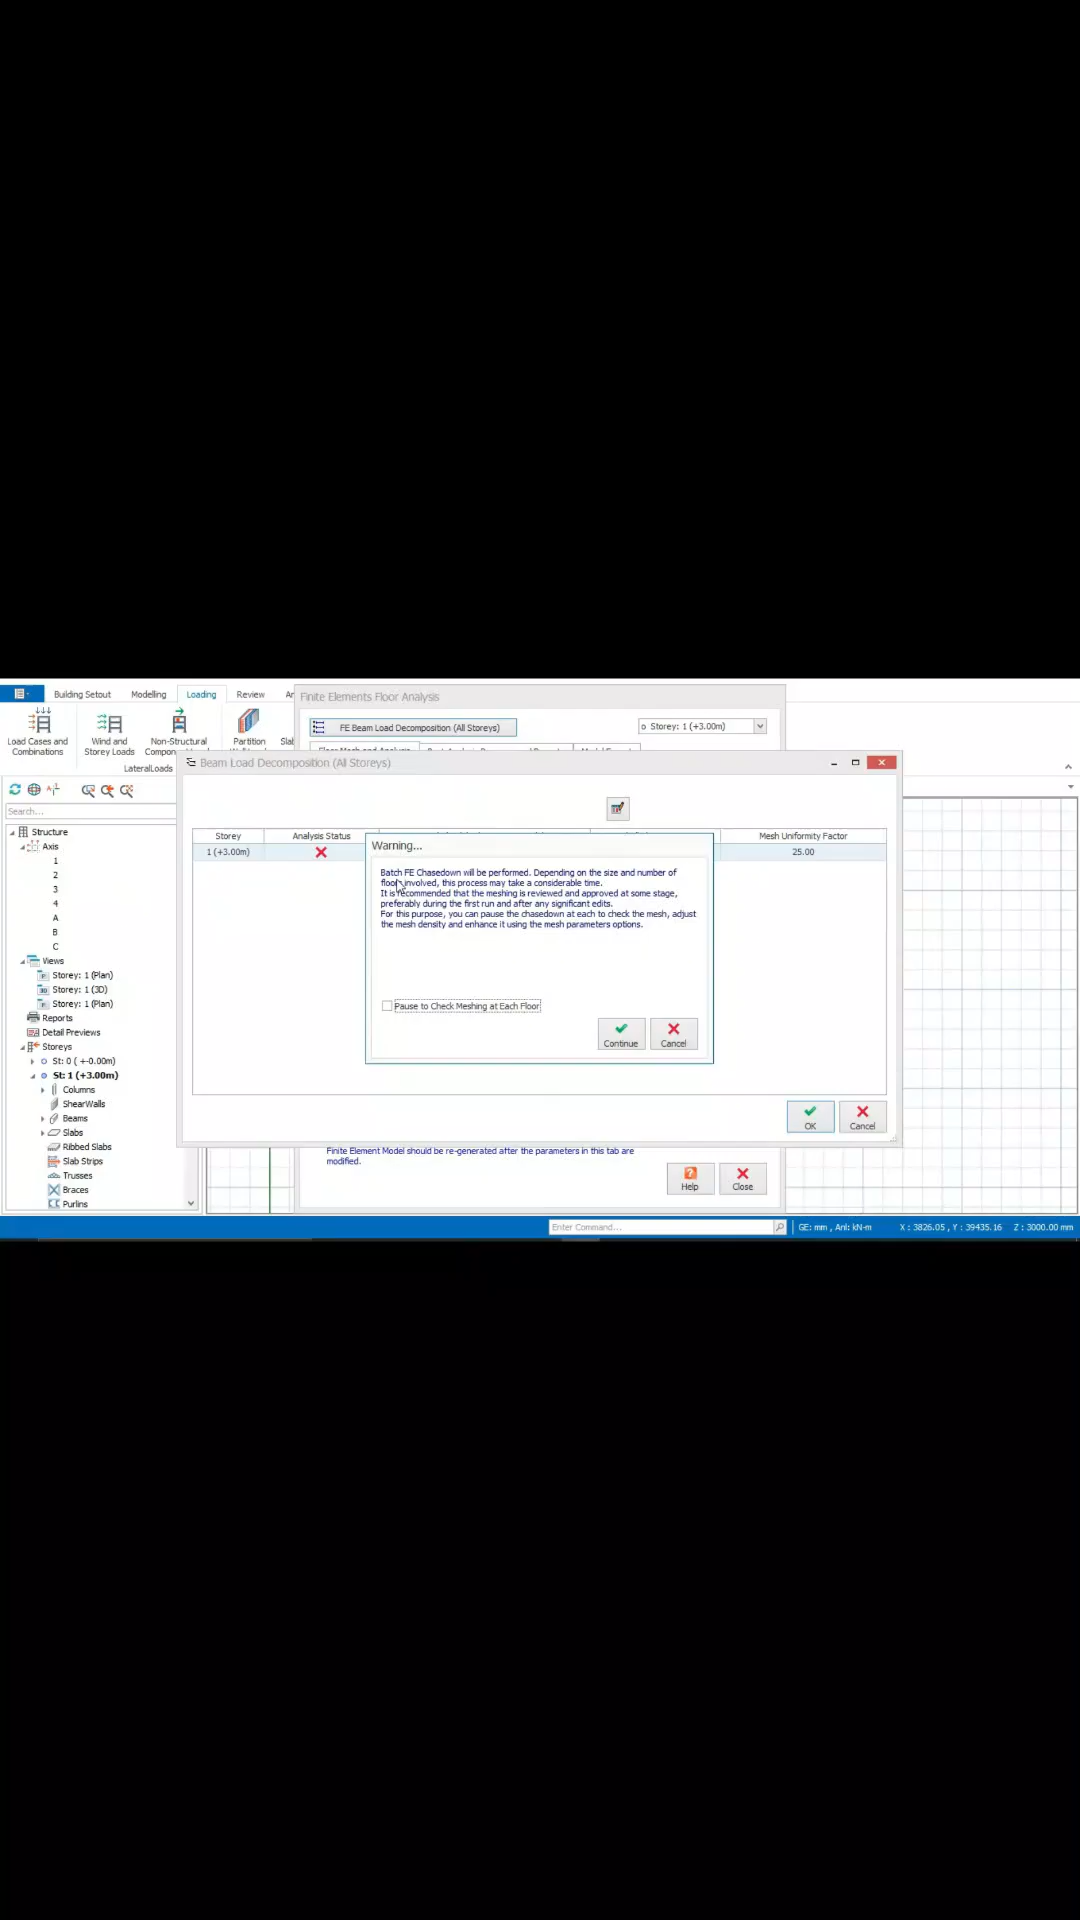 Building Setout Modelling Loading Review
Finite Elements Floor Analysis
FE Beam Load Decomposition (All Storeys)
Storey: 1 (+3.00m)
Load Cases and Combinations
Wind and Storey Loads
Non-Structural
Partition
LateralLoads
Beam Load Decomposition (All Storeys)
Search...
Storey Analysis Status Mesh Uniformity Factor
1 (+3.00m) 25.00
Warning...
Batch FE Chasedown will be performed. Depending on the size and number of
floor involved, this process may take a considerable time.
It is recommended that the meshing is reviewed and approved at some stage,
preferably during the first run and after any significant edits.
For this purpose, you can pause the chasedown at each to check the mesh, adjust
the mesh density and enhance it using the mesh parameters options.
Pause to Check Meshing at Each Floor
Continue Cancel
OK Cancel
Structure
Axis
1
2
3
4
A
B
C
Views
Storey: 1 (Plan)
Storey: 1 (3D)
Storey: 1 (Plan)
Reports
Detail Previews
Storeys
St: 0 ( +-0.00m)
St: 1 (+3.00m)
Columns
ShearWalls
Beams
Slabs
Ribbed Slabs
Slab Strips
Trusses
Braces
Purlins
Finite Element Model should be re-generated after the parameters in this tab are
modified.
Help Close
Enter Command...
GE: mm , Anl: kN-m
X : 3826.05 , Y : 39435.16 Z : 3000.00 mm